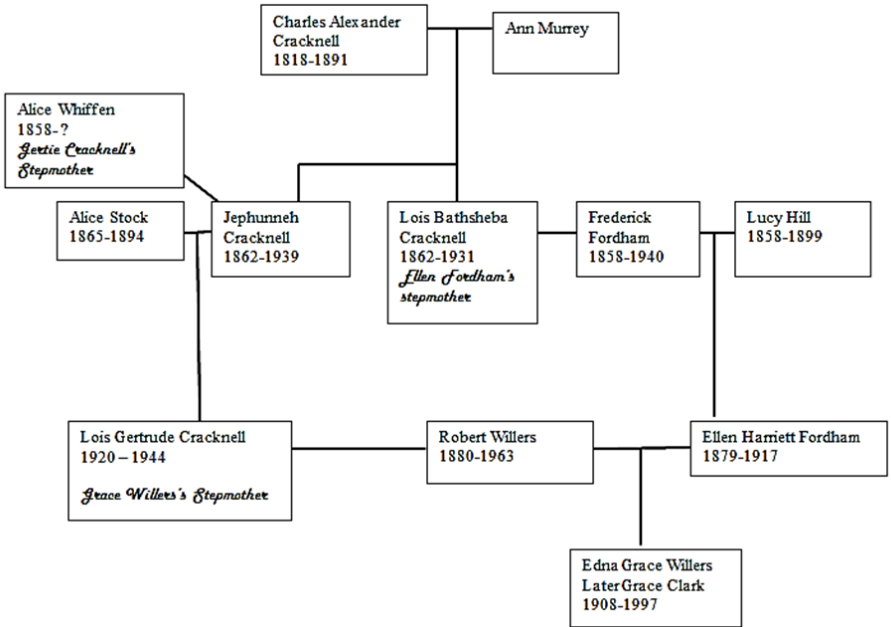 Charles Alexander
Cracknell
1818-1891
Ann Murrey
Alice Whiffen
1858-?
Gertie Cracknell's
Stepmother
Alice Stock
1865-1894
Jephunneh
Cracknell
1862-1939
Lois Bathsheba
Cracknell
1862-1931
Ellen Fordham's
stepmother
Frederick
Fordham
1858-1940
Lucy Hill
1858-1899
Lois Gertrude Cracknell
1920 – 1944
Grace Willers's Stepmother
Robert Willers
1880-1963
Ellen Harriett Fordham
1879-1917
Edna Grace Willers
Later Grace Clark
1908-1997